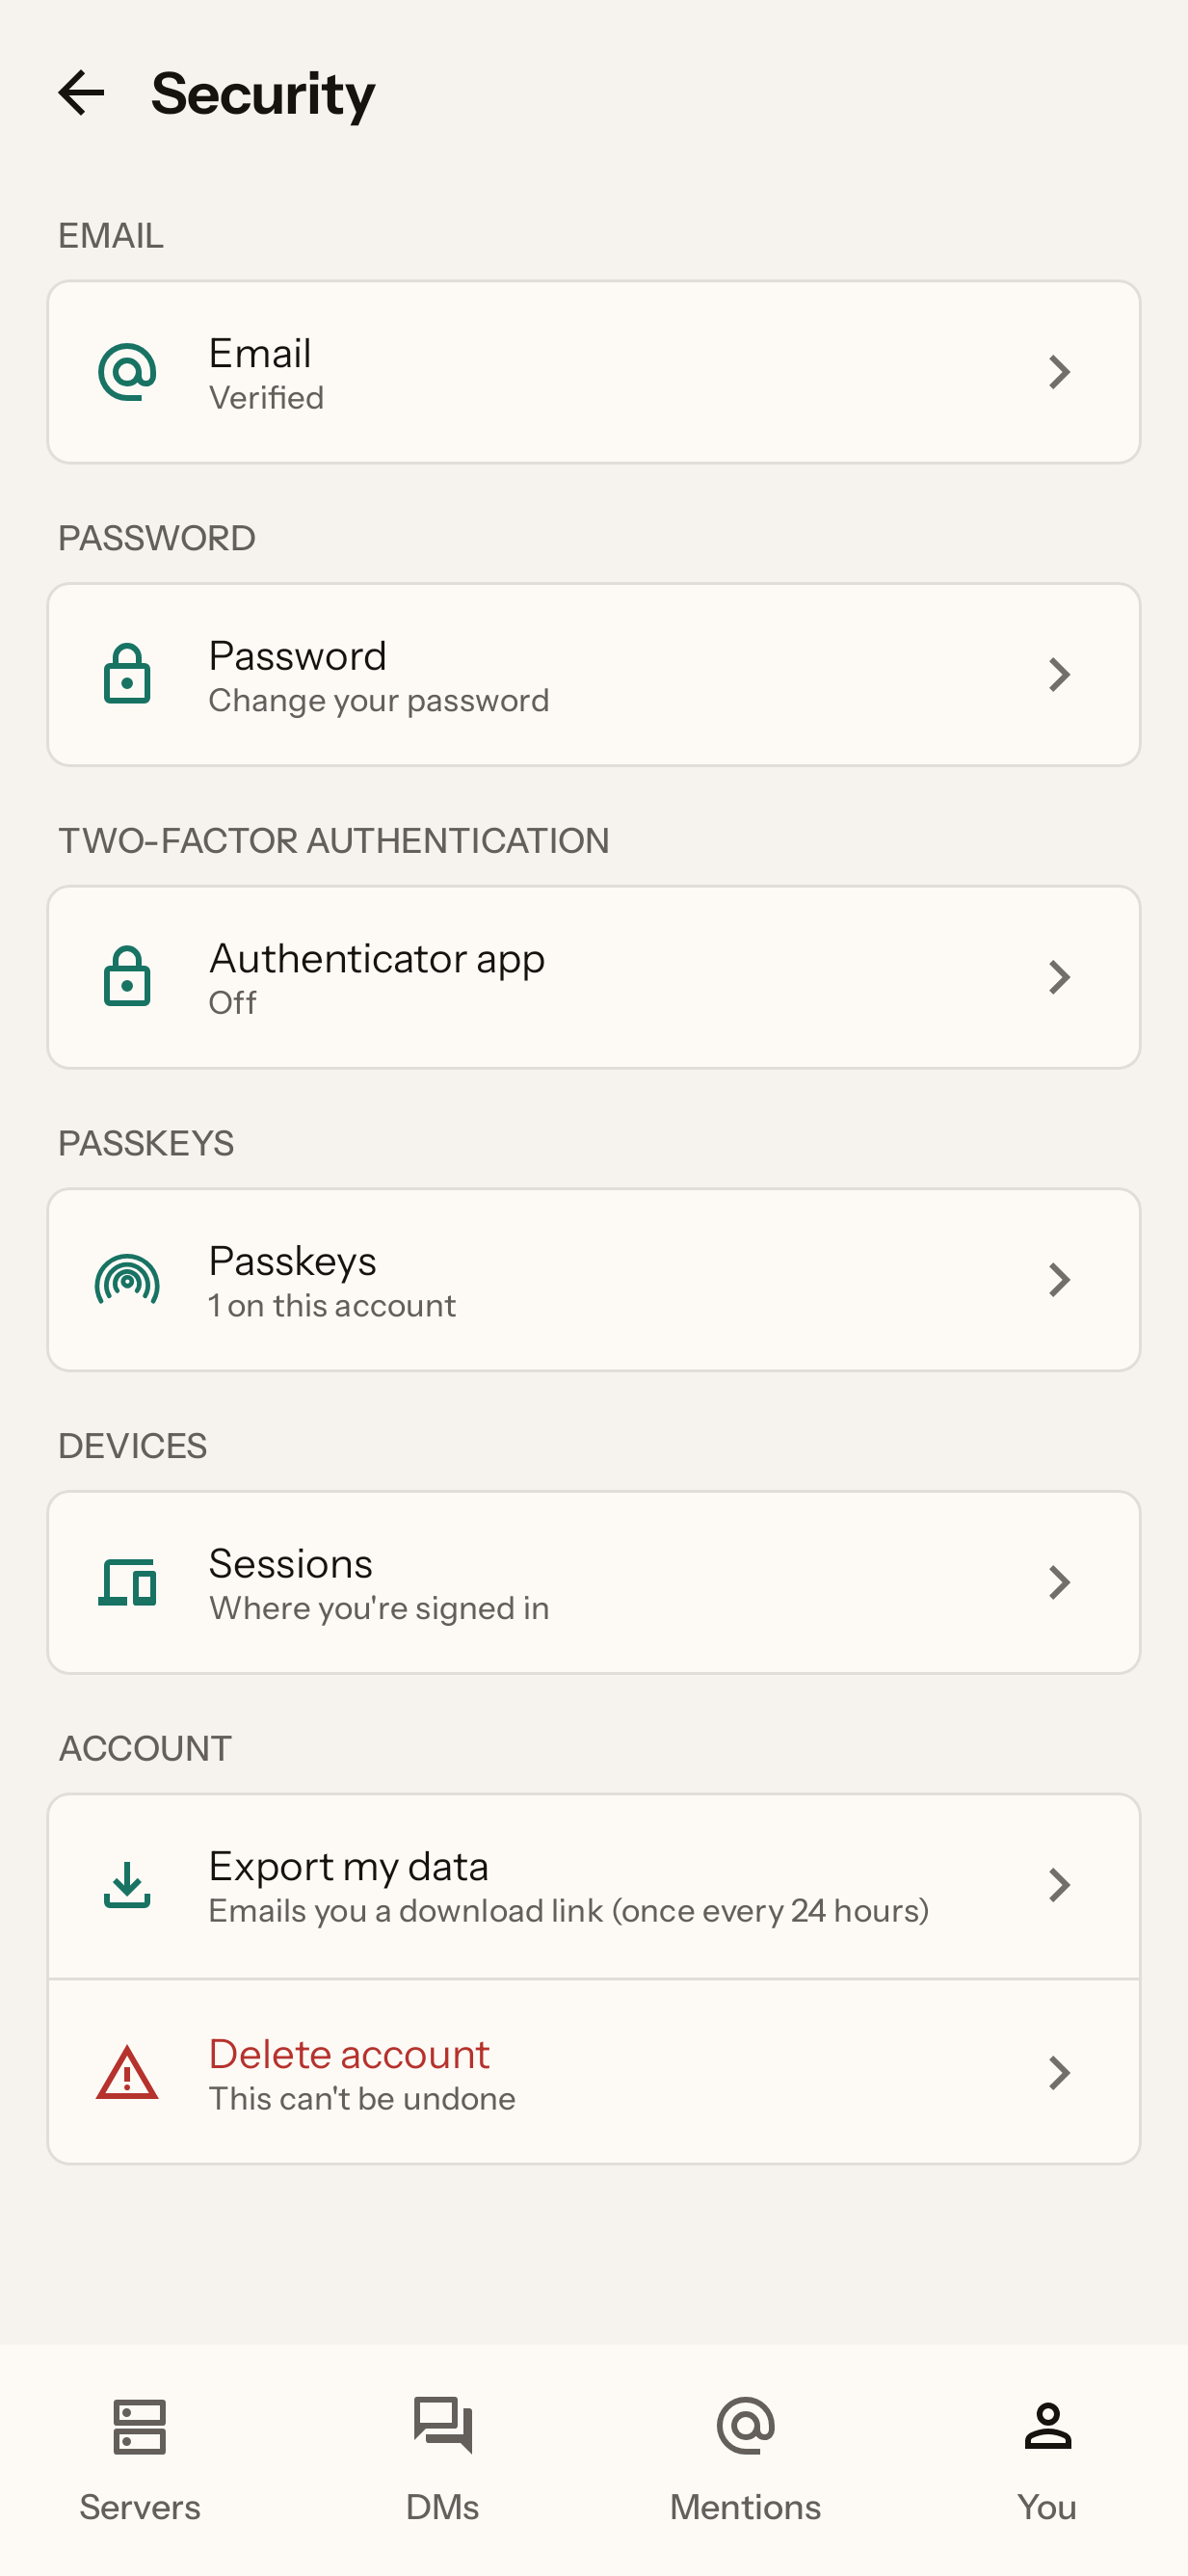 Security
EMAIL
Email
Verified
PASSWORD
Password
Change your password
TWO-FACTOR AUTHENTICATION
Authenticator app
Off
PASSKEYS
Passkeys
1 on this account
DEVICES
Sessions
Where you're signed in
ACCOUNT
Export my data
Emails you a download link (once every 24 hours)
Delete account
This can't be undone
Servers
DMs
Mentions
You